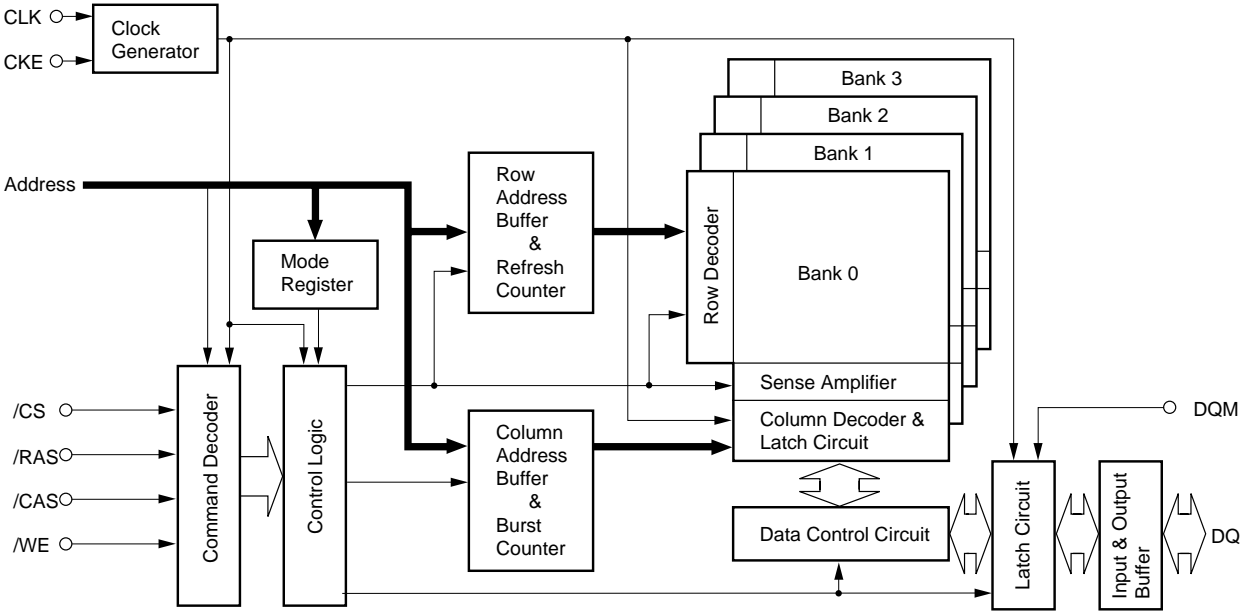 CLK
CKE
Clock
Generator
Bank 3
Bank 2
Bank 1
Bank 0
Address
Mode
Register
Row
Address
Buffer
&
Refresh
Counter
Row Decoder
Sense Amplifier
Column Decoder &
Latch Circuit
/CS
/RAS
/CAS
/WE
Command Decoder
Control Logic
Column
Address
Buffer
&
Burst
Counter
Data Control Circuit
DQM
Latch Circuit
Input & Output
Buffer
DQ